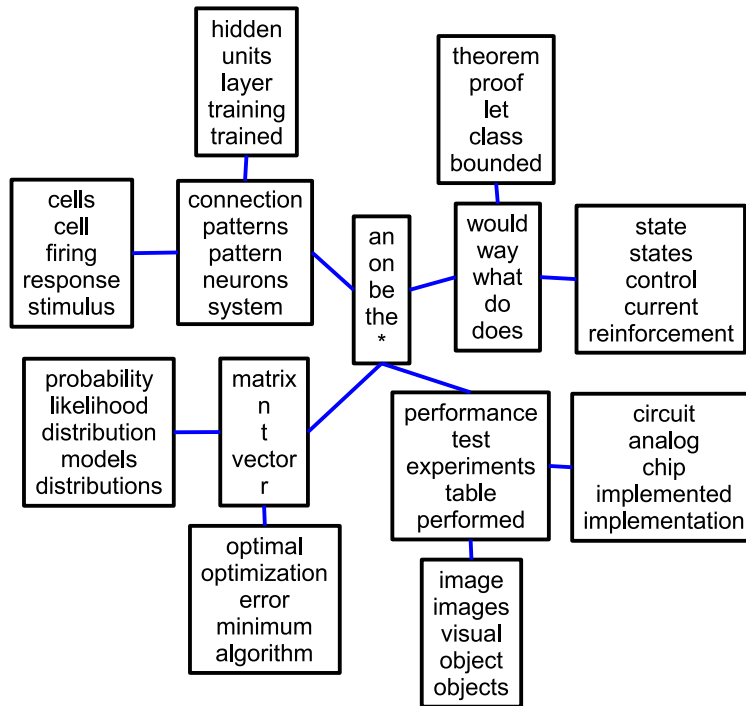 hidden
units
layer
training
trained
theorem
proof
let
class
bounded
cells
cell
firing
response
stimulus
connection
patterns
pattern
neurons
system
an
on
be
the
*
would
way
what
do
does
state
states
control
current
reinforcement
probability
likelihood
distribution
models
distributions
matrix
n
t
vector
r
performance
test
experiments
table
performed
circuit
analog
chip
implemented
implementation
optimal
optimization
error
minimum
algorithm
image
images
visual
object
objects